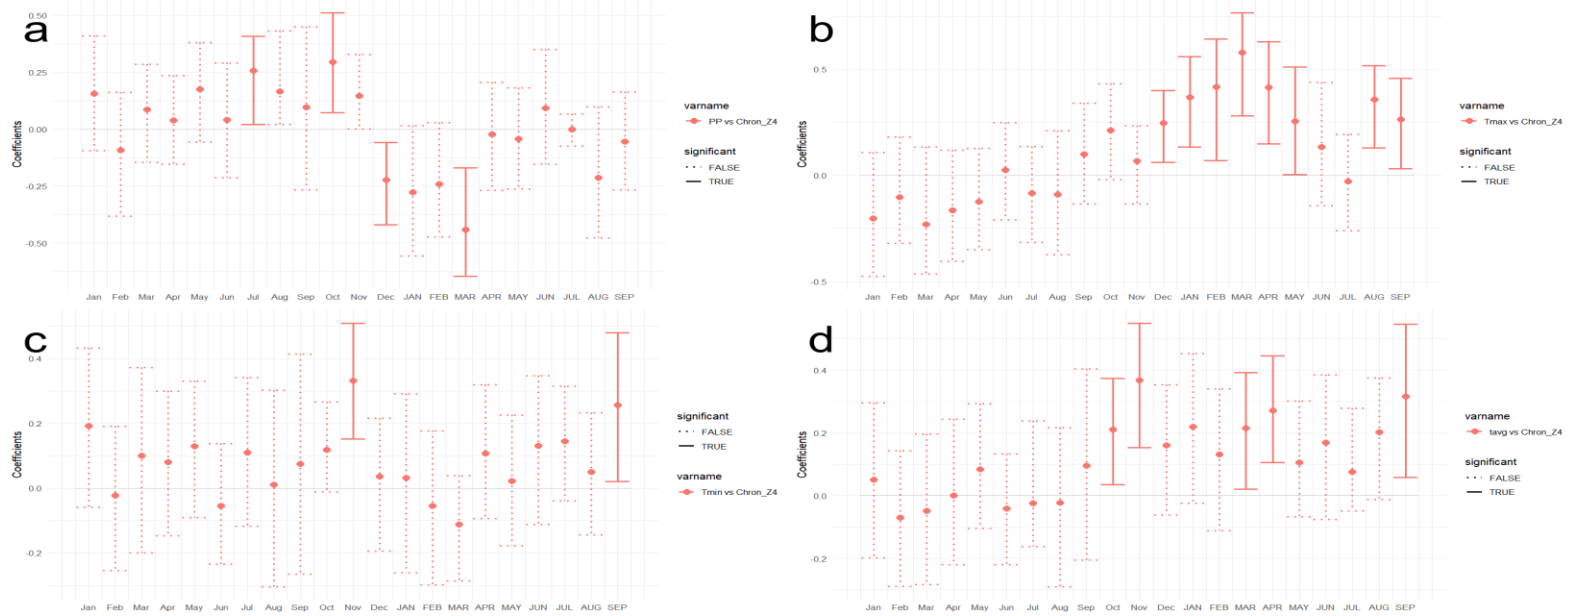 a
0.50
0.25
0.00
-0.25
-0.50
Coefficients
Jan Feb Mar Apr May Jun Jul Aug Sep Oct Nov Dec JAN FEB MAR APR MAY JUN JUL AUG SEP
varname
PP vs Chron_Z4
significant
FALSE
TRUE
b
0.5
0.0
-0.5
Coefficients
Jan Feb Mar Apr May Jun Jul Aug Sep Oct Nov Dec JAN FEB MAR APR MAY JUN JUL AUG SEP
varname
Tmax vs Chron_Z4
significant
FALSE
TRUE
c
0.4
0.2
0.0
-0.2
Coefficients
Jan Feb Mar Apr May Jun Jul Aug Sep Oct Nov Dec JAN FEB MAR APR MAY JUN JUL AUG SEP
significant
FALSE
TRUE
varname
Tmin vs Chron_Z4
d
0.4
0.2
0.0
-0.2
Coefficients
Jan Feb Mar Apr May Jun Jul Aug Sep Oct Nov Dec JAN FEB MAR APR MAY JUN JUL AUG SEP
varname
tavg vs Chron_Z4
significant
FALSE
TRUE